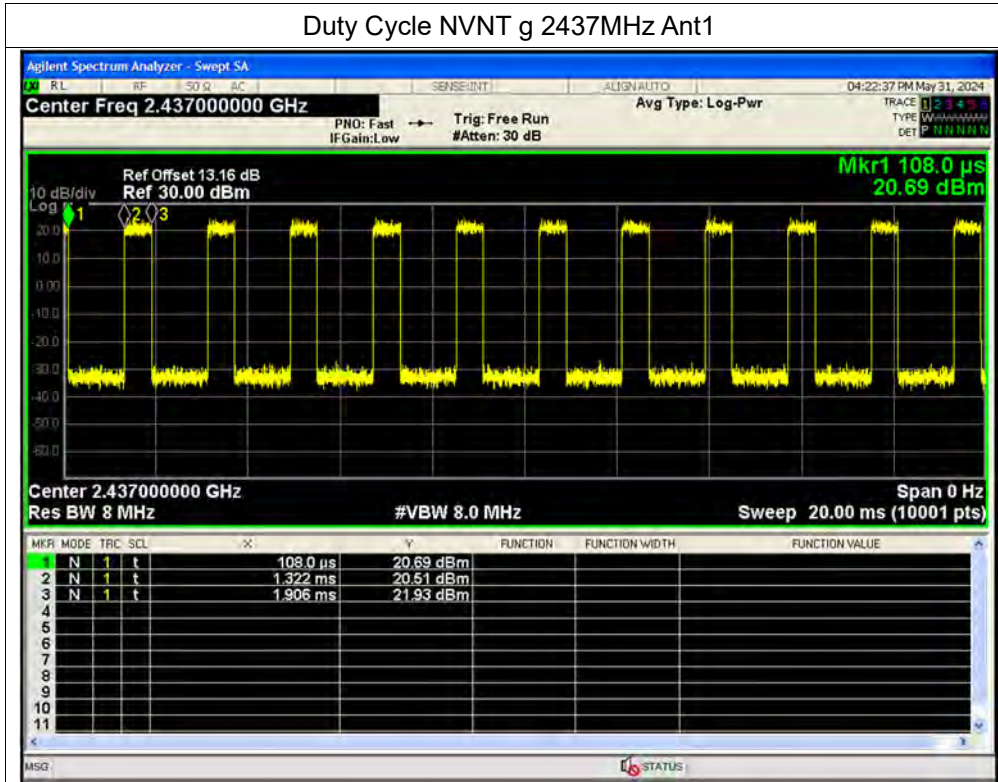 Duty Cycle NVNT g 2437MHz Ant1
Agilent Spectrum Analyzer - Swept SA
RL RF 50 Ω AC SENSE:INT ALIGN AUTO 04:22:37 PM May 31, 2024
Center Freq 2.437000000 GHz Avg Type: Log-Pwr TRACE 1 2 3 4 5 6
PNO: Fast Trig: Free Run TYPE W
IFGain:Low #Atten: 30 dB DET P N N N N N
Mkr1 108.0 µs
Ref Offset 13.16 dB
10 dB/div Ref 30.00 dBm 20.69 dBm
Log
1 2 3
20.0
10.0
0.00
-10.0
-20.0
-30.0
-40.0
-50.0
-60.0
Center 2.437000000 GHz Span 0 Hz
Res BW 8 MHz #VBW 8.0 MHz Sweep 20.00 ms (10001 pts)
MKR MODE TRC SCL X Y FUNCTION FUNCTION WIDTH FUNCTION VALUE
1 N 1 t 108.0 µs 20.69 dBm
2 N 1 t 1.322 ms 20.51 dBm
3 N 1 t 1.906 ms 21.93 dBm
4
5
6
7
8
9
10
11
MSG STATUS